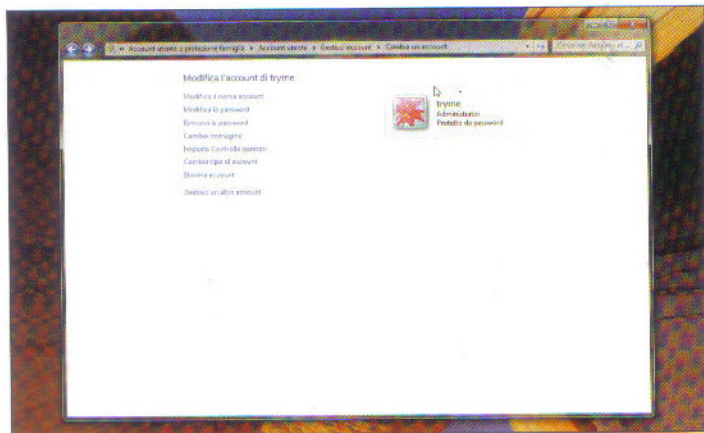 Account utente e protezione famiglia ▸ Account utente ▸ Gestisci account ▸ Cambia un account
Modifica l'account di tryme
Modifica il nome account
Modifica la password
Rimuovi la password
Cambia immagine
Imposta Controllo genitori
Cambia tipo di account
Elimina account
Gestisci un altro account
tryme
Administrator
Protetto da password